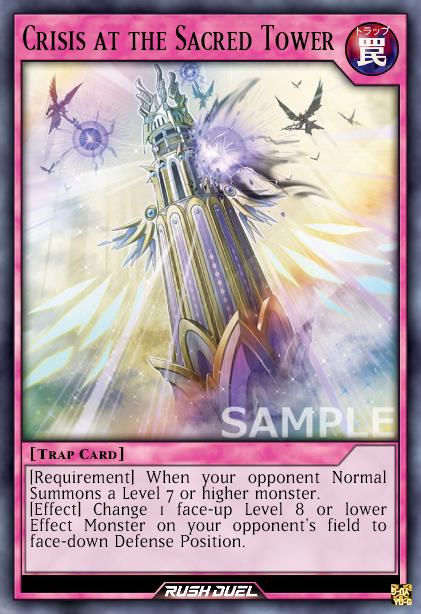 CRISIS AT THE SACRED TOWER
トラップ
罠
SAMPLE
[TRAP CARD]
[Requirement] When your opponent Normal
Summons a Level 7 or higher monster.
[Effect] Change 1 face-up Level 8 or lower
Effect Monster on your opponent's field to
face-down Defense Position.
RUSH DUEL